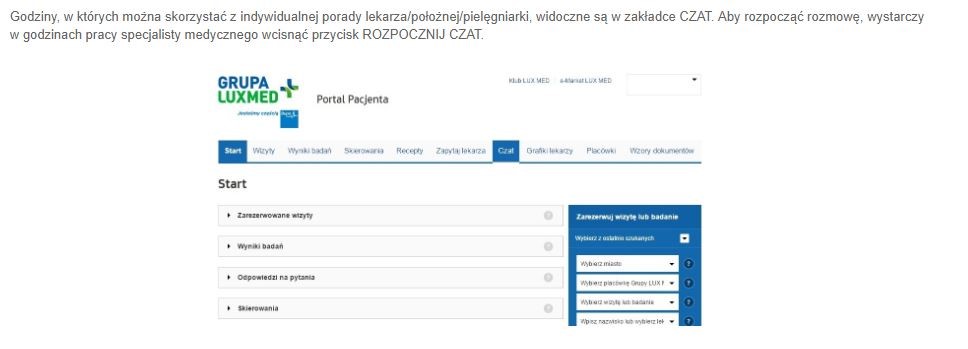 Godziny, w których można skorzystać z indywidualnej porady lekarza/położnej/pielęgniarki, widoczne są w zakładce CZAT. Aby rozpocząć rozmowę, wystarczy
w godzinach pracy specjalisty medycznego wcisnąć przycisk ROZPOCZNIJ CZAT.
GRUPA
LUXMED
Jesteśmy częścią
Portal Pacjenta
Klub LUX MED
e-Market LUX MED
Start Wizyty Wyniki badań Skierowania Recepty Zapytaj lekarza Czat Grafiki lekarzy Placówki Wzory dokumentów
Start
Zarezerwowane wizyty ?
Wyniki badań ?
Odpowiedzi na pytania ?
Skierowania ?
Zarezerwuj wizytę lub badanie
Wybierz z ostatnio szukanych
Wybierz miasto ?
Wybierz placówkę Grupy LUX ?
Wybierz wizytę lub badanie ?
Wpisz nazwisko lub wybierz lek ?